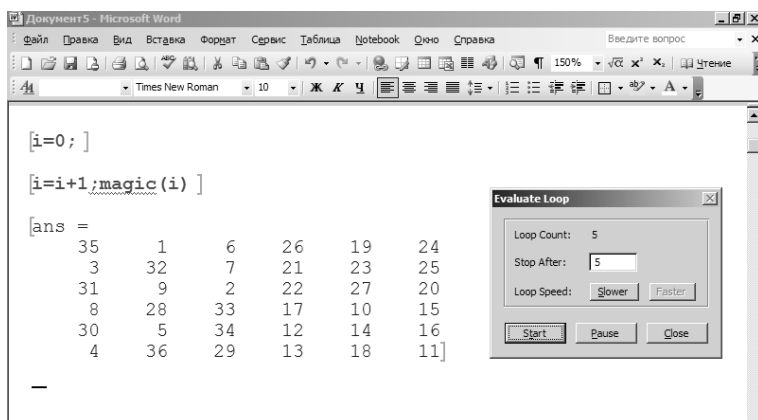 Документ5 - Microsoft Word
Файл Правка Вид Вставка Формат Сервис Таблица Notebook Окно Справка Введите вопрос
150% Чтение
Times New Roman 10 Ж К Ч
[i=0; ]
[i=i+1;magic(i) ]
[ans =
35 1 6 26 19 24
3 32 7 21 23 25
31 9 2 22 27 20
8 28 33 17 10 15
30 5 34 12 14 16
4 36 29 13 18 11]
Evaluate Loop
Loop Count: 5
Stop After: 5
Loop Speed: Slower Faster
Start Pause Close